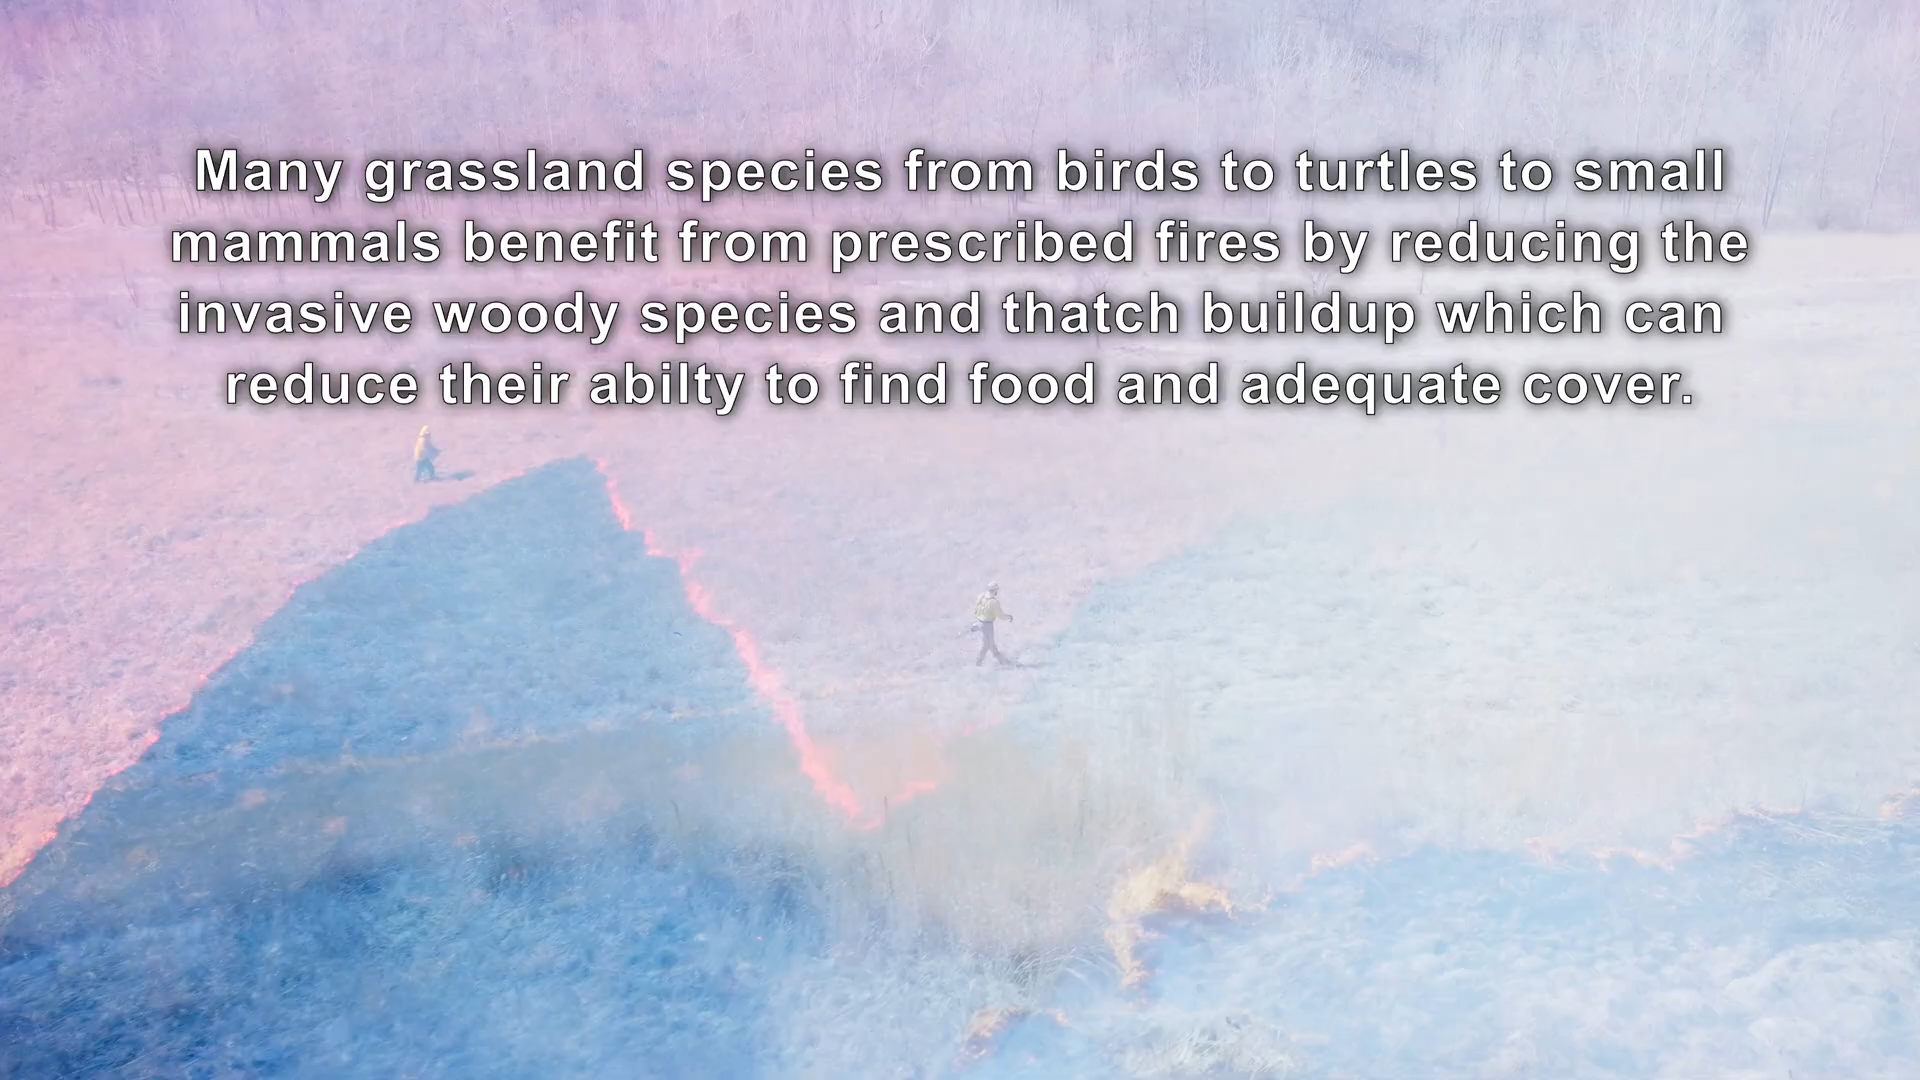 Many grassland species from birds to turtles to small
mammals benefit from prescribed fires by reducing the
invasive woody species and thatch buildup which can
reduce their abilty to find food and adequate cover.